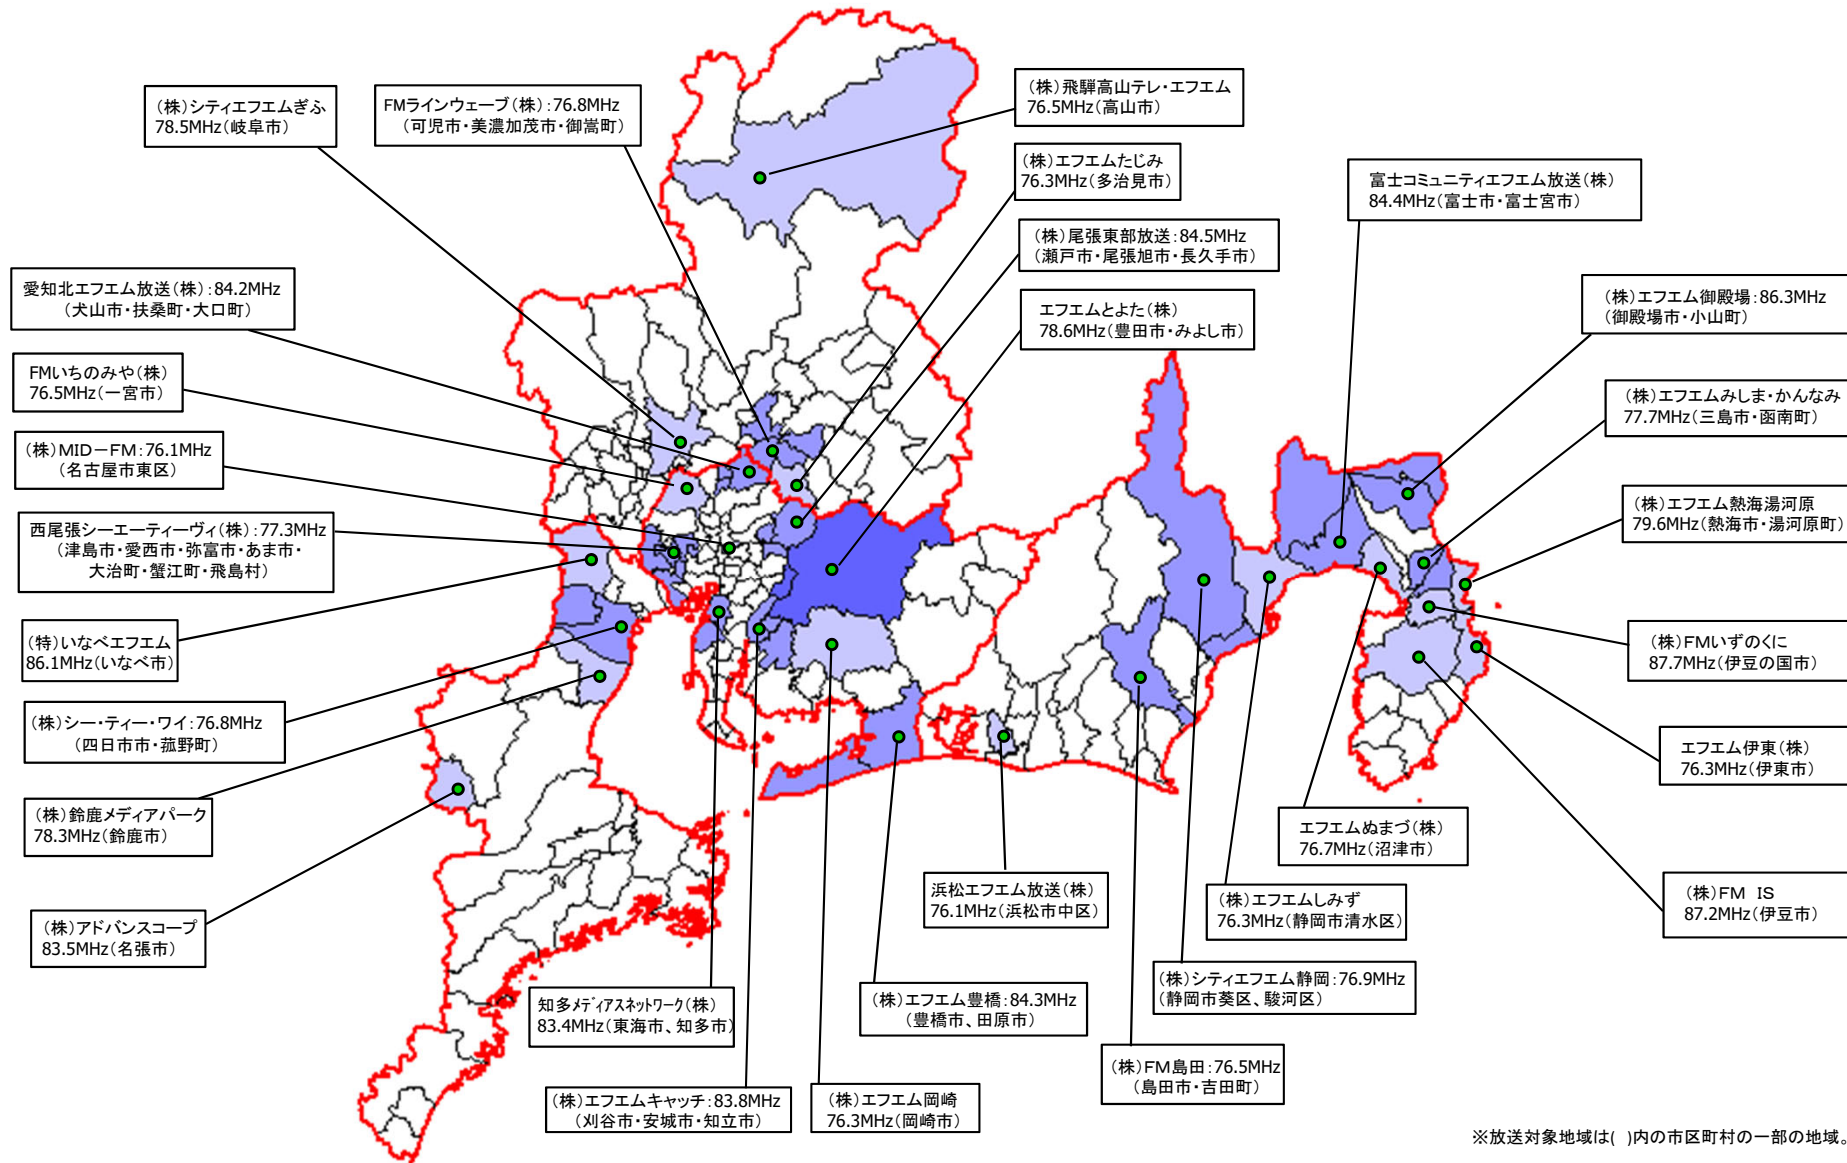 (株)シティエフエムぎふ
78.5MHz(岐阜市)
FMラインウェーブ(株):76.8MHz
(可児市・美濃加茂市・御嵩町)
(株)飛騨高山テレ・エフエム
76.5MHz(高山市)
(株)エフエムたじみ
76.3MHz(多治見市)
富士コミュニティエフエム放送(株)
84.4MHz(富士市・富士宮市)
(株)尾張東部放送:84.5MHz
(瀬戸市・尾張旭市・長久手市)
愛知北エフエム放送(株):84.2MHz
(犬山市・扶桑町・大口町)
エフエムとよた(株)
78.6MHz(豊田市・みよし市)
(株)エフエム御殿場:86.3MHz
(御殿場市・小山町)
FMいちのみや(株)
76.5MHz(一宮市)
(株)エフエムみしま・かんなみ
77.7MHz(三島市・函南町)
(株)MID-FM:76.1MHz
(名古屋市東区)
(株)エフエム熱海湯河原
79.6MHz(熱海市・湯河原町)
西尾張シーエーティーヴィ(株):77.3MHz
(津島市・愛西市・弥富市・あま市・
大治町・蟹江町・飛島村)
(特)いなべエフエム
86.1MHz(いなべ市)
(株)FMいずのくに
87.7MHz(伊豆の国市)
(株)シー・ティー・ワイ:76.8MHz
(四日市市・菰野町)
エフエム伊東(株)
76.3MHz(伊東市)
(株)鈴鹿メディアパーク
78.3MHz(鈴鹿市)
エフエムぬまづ(株)
76.7MHz(沼津市)
浜松エフエム放送(株)
76.1MHz(浜松市中区)
(株)エフエムしみず
76.3MHz(静岡市清水区)
(株)FM IS
87.2MHz(伊豆市)
(株)アドバンスコープ
83.5MHz(名張市)
知多メディアスネットワーク(株)
83.4MHz(東海市、知多市)
(株)エフエム豊橋:84.3MHz
(豊橋市、田原市)
(株)シティエフエム静岡:76.9MHz
(静岡市葵区、駿河区)
(株)FM島田:76.5MHz
(島田市・吉田町)
(株)エフエムキャッチ:83.8MHz
(刈谷市・安城市・知立市)
(株)エフエム岡崎
76.3MHz(岡崎市)
※放送対象地域は( )内の市区町村の一部の地域。